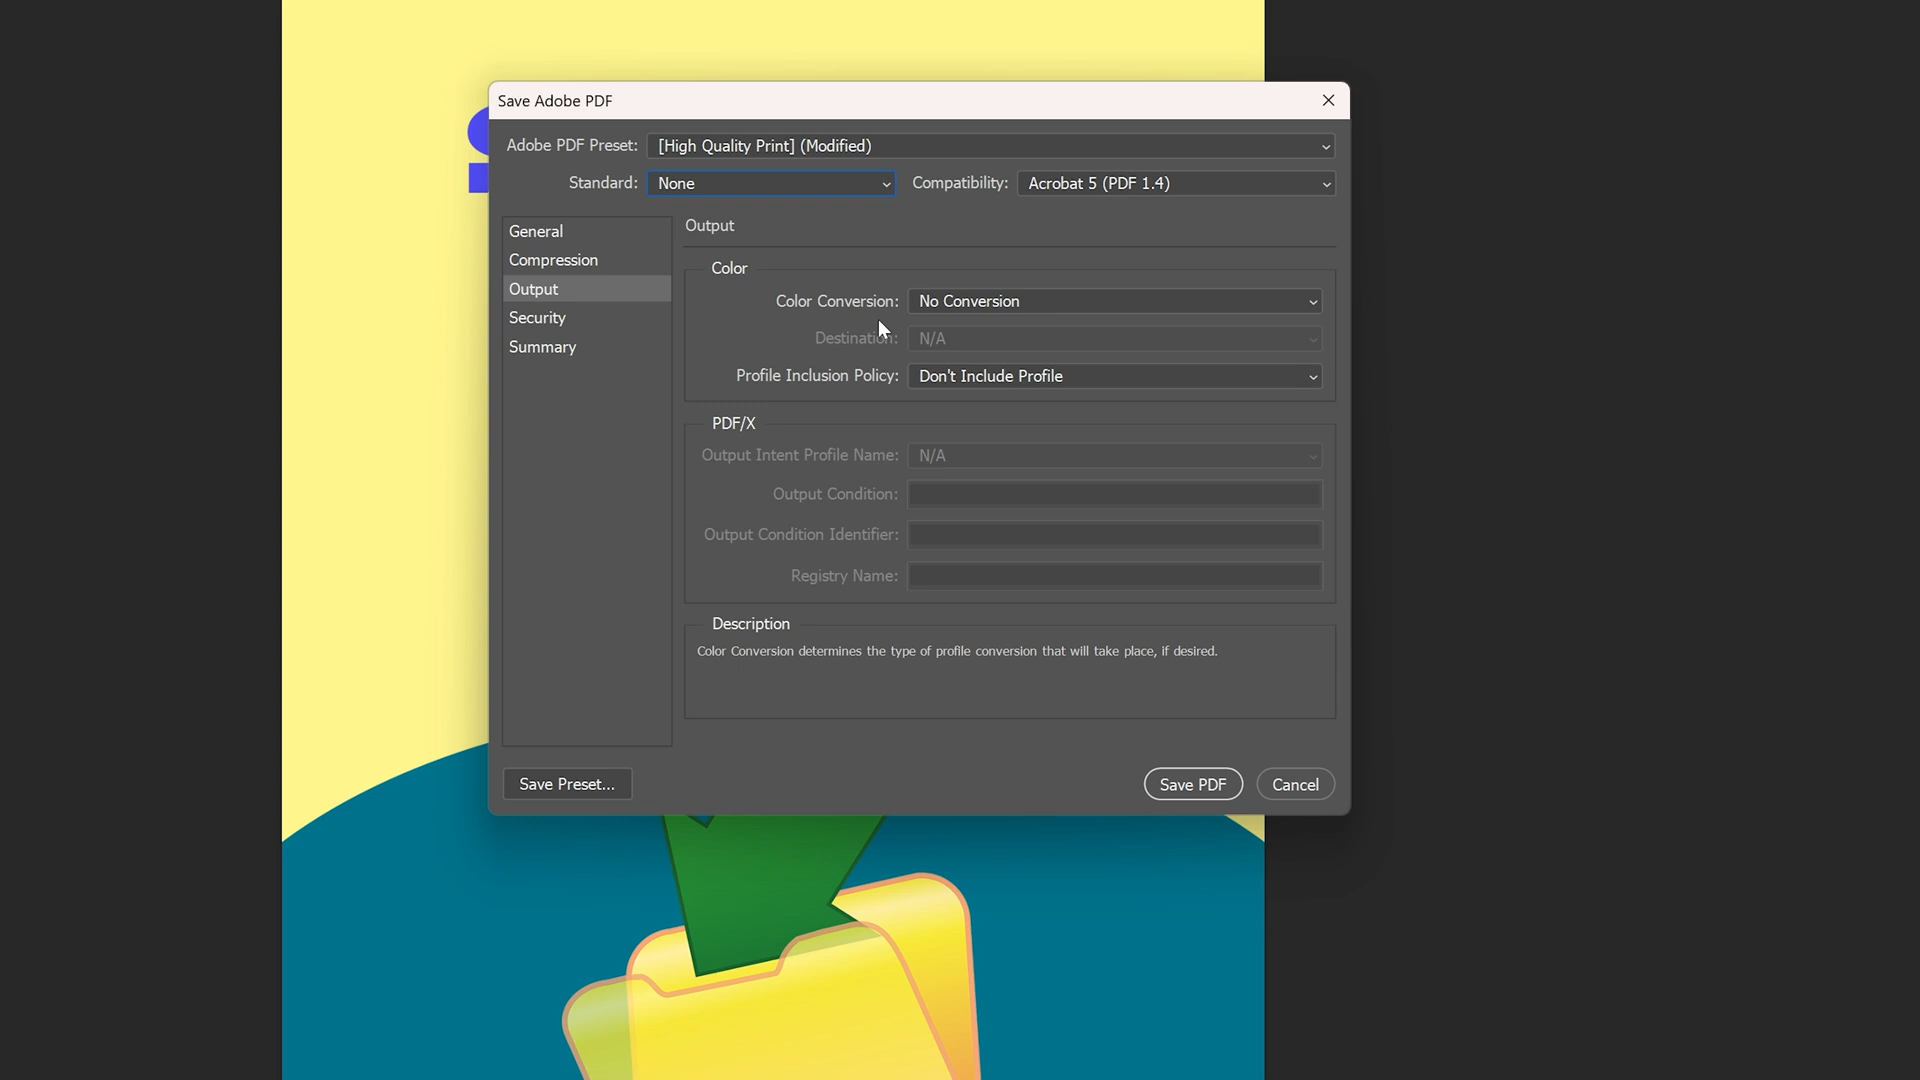 Save Adobe PDF
Adobe PDF Preset: [High Quality Print] (Modified)
Standard: None Compatibility: Acrobat 5 (PDF 1.4)
General
Compression
Output
Security
Summary
Output
Color
Color Conversion: No Conversion
Destination: N/A
Profile Inclusion Policy: Don't Include Profile
PDF/X
Output Intent Profile Name: N/A
Output Condition:
Output Condition Identifier:
Registry Name:
Description
Color Conversion determines the type of profile conversion that will take place, if desired.
Save Preset... Save PDF Cancel